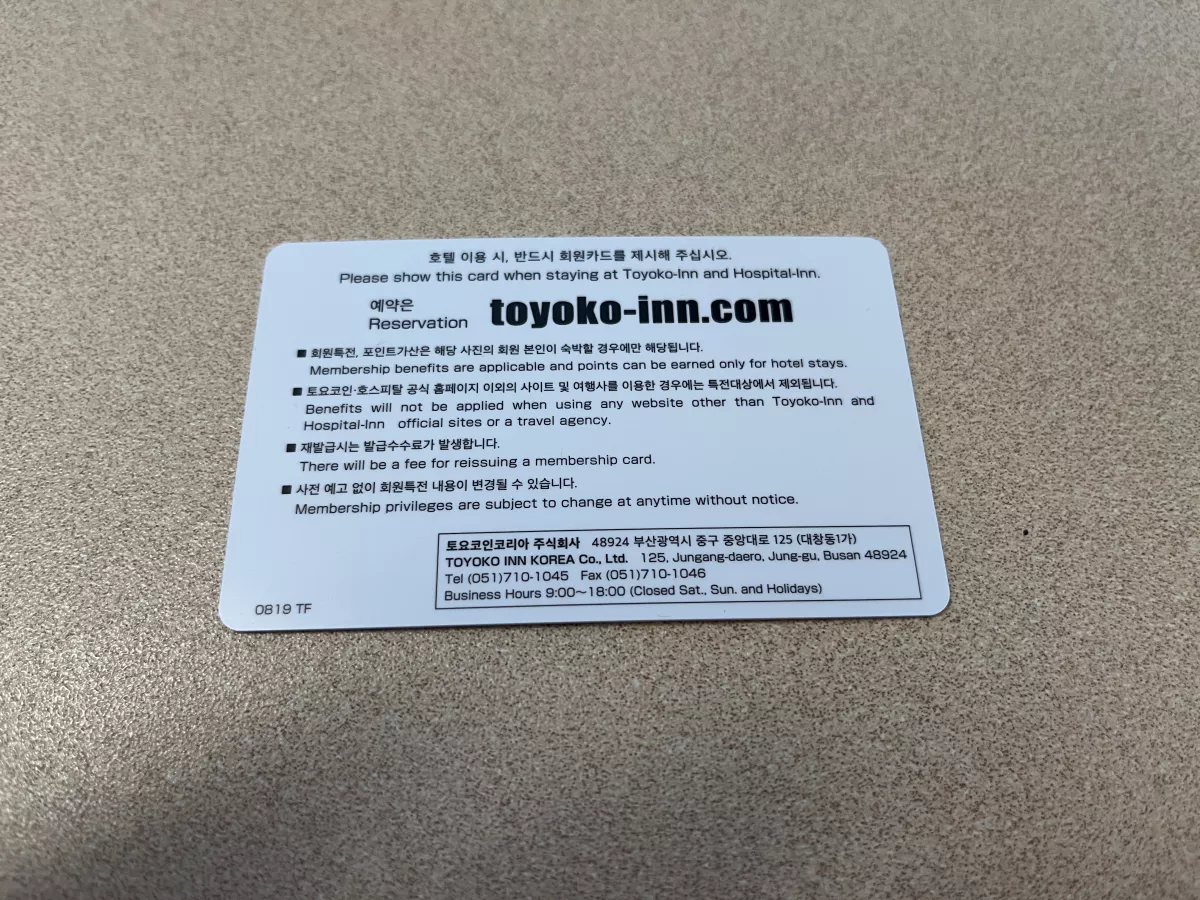 호텔 이용 시, 반드시 회원카드를 제시해 주십시오.
Please show this card when staying at Toyoko-Inn and Hospital-Inn.
예약은
Reservation toyoko-inn.com
■ 회원특전, 포인트가산은 해당 사진의 회원 본인이 숙박할 경우에만 해당됩니다.
Membership benefits are applicable and points can be earned only for hotel stays.
■ 토요코인·호스피탈 공식 홈페이지 이외의 사이트 및 여행사를 이용한 경우에는 특전대상에서 제외됩니다.
Benefits will not be applied when using any website other than Toyoko-Inn and
Hospital-Inn official sites or a travel agency.
■ 재발급시는 발급수수료가 발생합니다.
There will be a fee for reissuing a membership card.
■ 사전 예고 없이 회원특전 내용이 변경될 수 있습니다.
Membership privileges are subject to change at anytime without notice.
토요코인코리아 주식회사 48924 부산광역시 중구 중앙대로 125 (대창동1가)
TOYOKO INN KOREA Co., Ltd. 125, Jungang-daero, Jung-gu, Busan 48924
Tel (051)710-1045 Fax (051)710-1046
Business Hours 9:00～18:00 (Closed Sat., Sun. and Holidays)
0819 TF